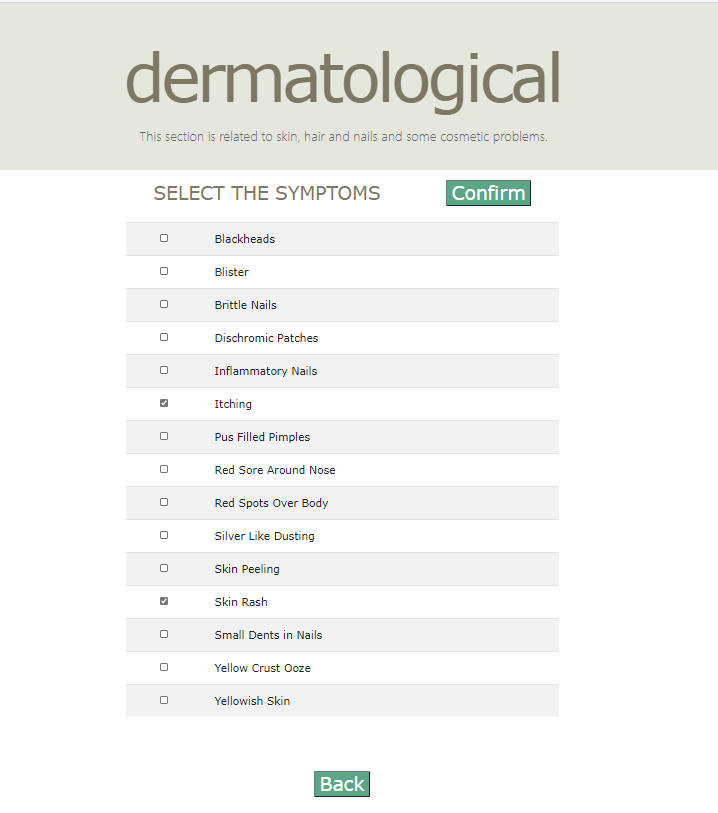 dermatological
This section is related to skin, hair and nails and some cosmetic problems.
SELECT THE SYMPTOMS Confirm
Blackheads
Blister
Brittle Nails
Dischromic Patches
Inflammatory Nails
Itching
Pus Filled Pimples
Red Sore Around Nose
Red Spots Over Body
Silver Like Dusting
Skin Peeling
Skin Rash
Small Dents in Nails
Yellow Crust Ooze
Yellowish Skin
Back